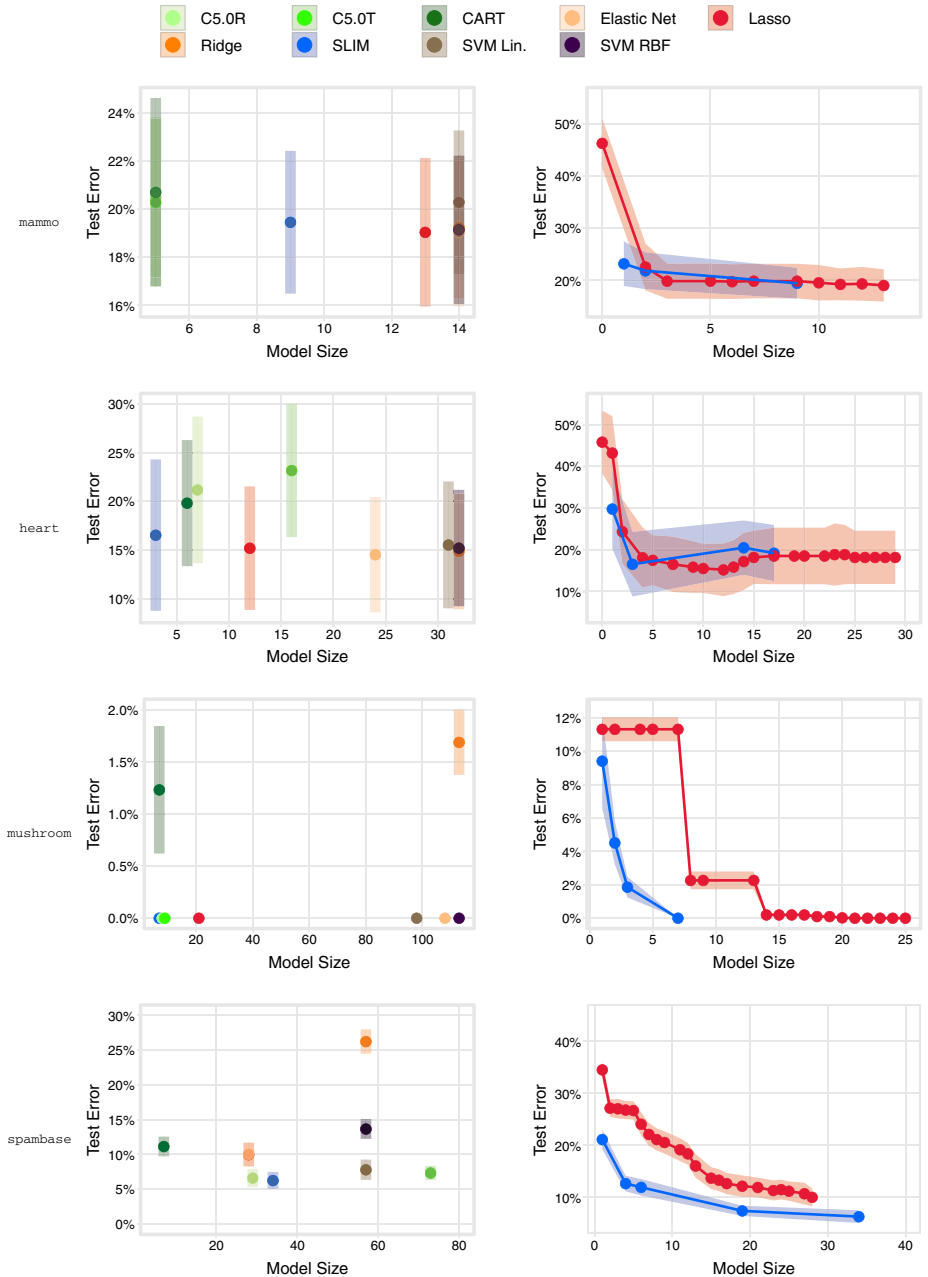 C5.0R C5.0T CART Elastic Net Lasso
Ridge SLIM SVM Lin. SVM RBF
mammo
Test Error
24%
22%
20%
18%
16%
6 8 10 12 14
Model Size
Test Error
50%
40%
30%
20%
0 5 10
Model Size
heart
Test Error
30%
25%
20%
15%
10%
5 10 15 20 25 30
Model Size
Test Error
50%
40%
30%
20%
10%
0 5 10 15 20 25 30
Model Size
mushroom
Test Error
2.0%
1.5%
1.0%
0.5%
0.0%
20 40 60 80 100
Model Size
Test Error
12%
10%
8%
6%
4%
2%
0%
0 5 10 15 20 25
Model Size
spambase
Test Error
30%
25%
20%
15%
10%
5%
0%
20 40 60 80
Model Size
Test Error
40%
30%
20%
10%
0 10 20 30 40
Model Size